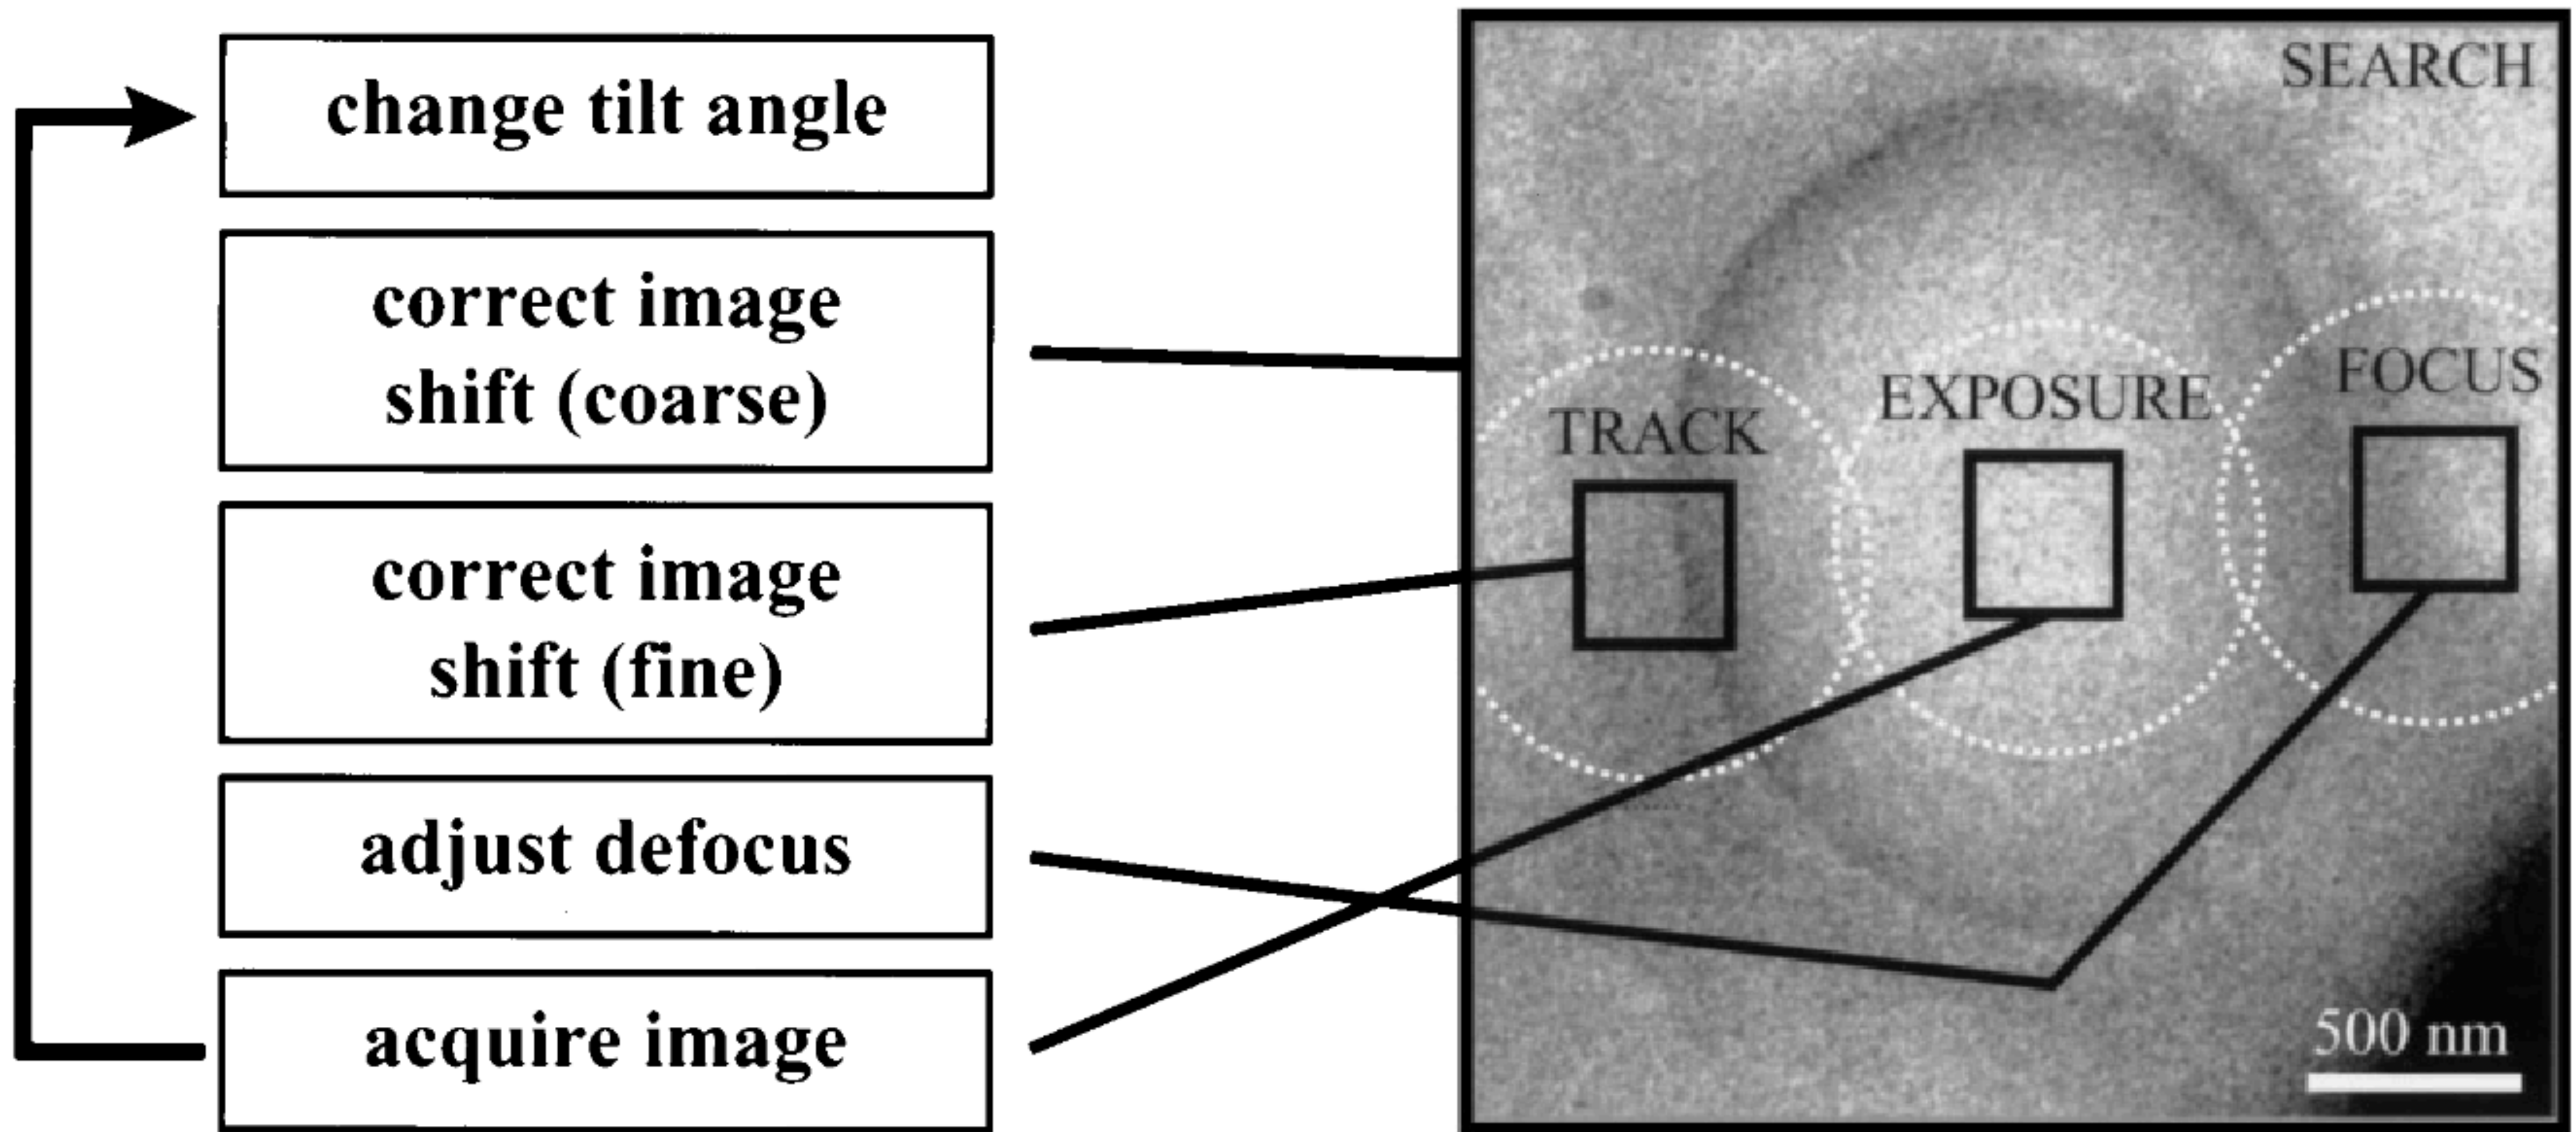 change tilt angle
correct image
shift (coarse)
correct image
shift (fine)
adjust defocus
acquire image
SEARCH
TRACK
EXPOSURE
FOCUS
500 nm